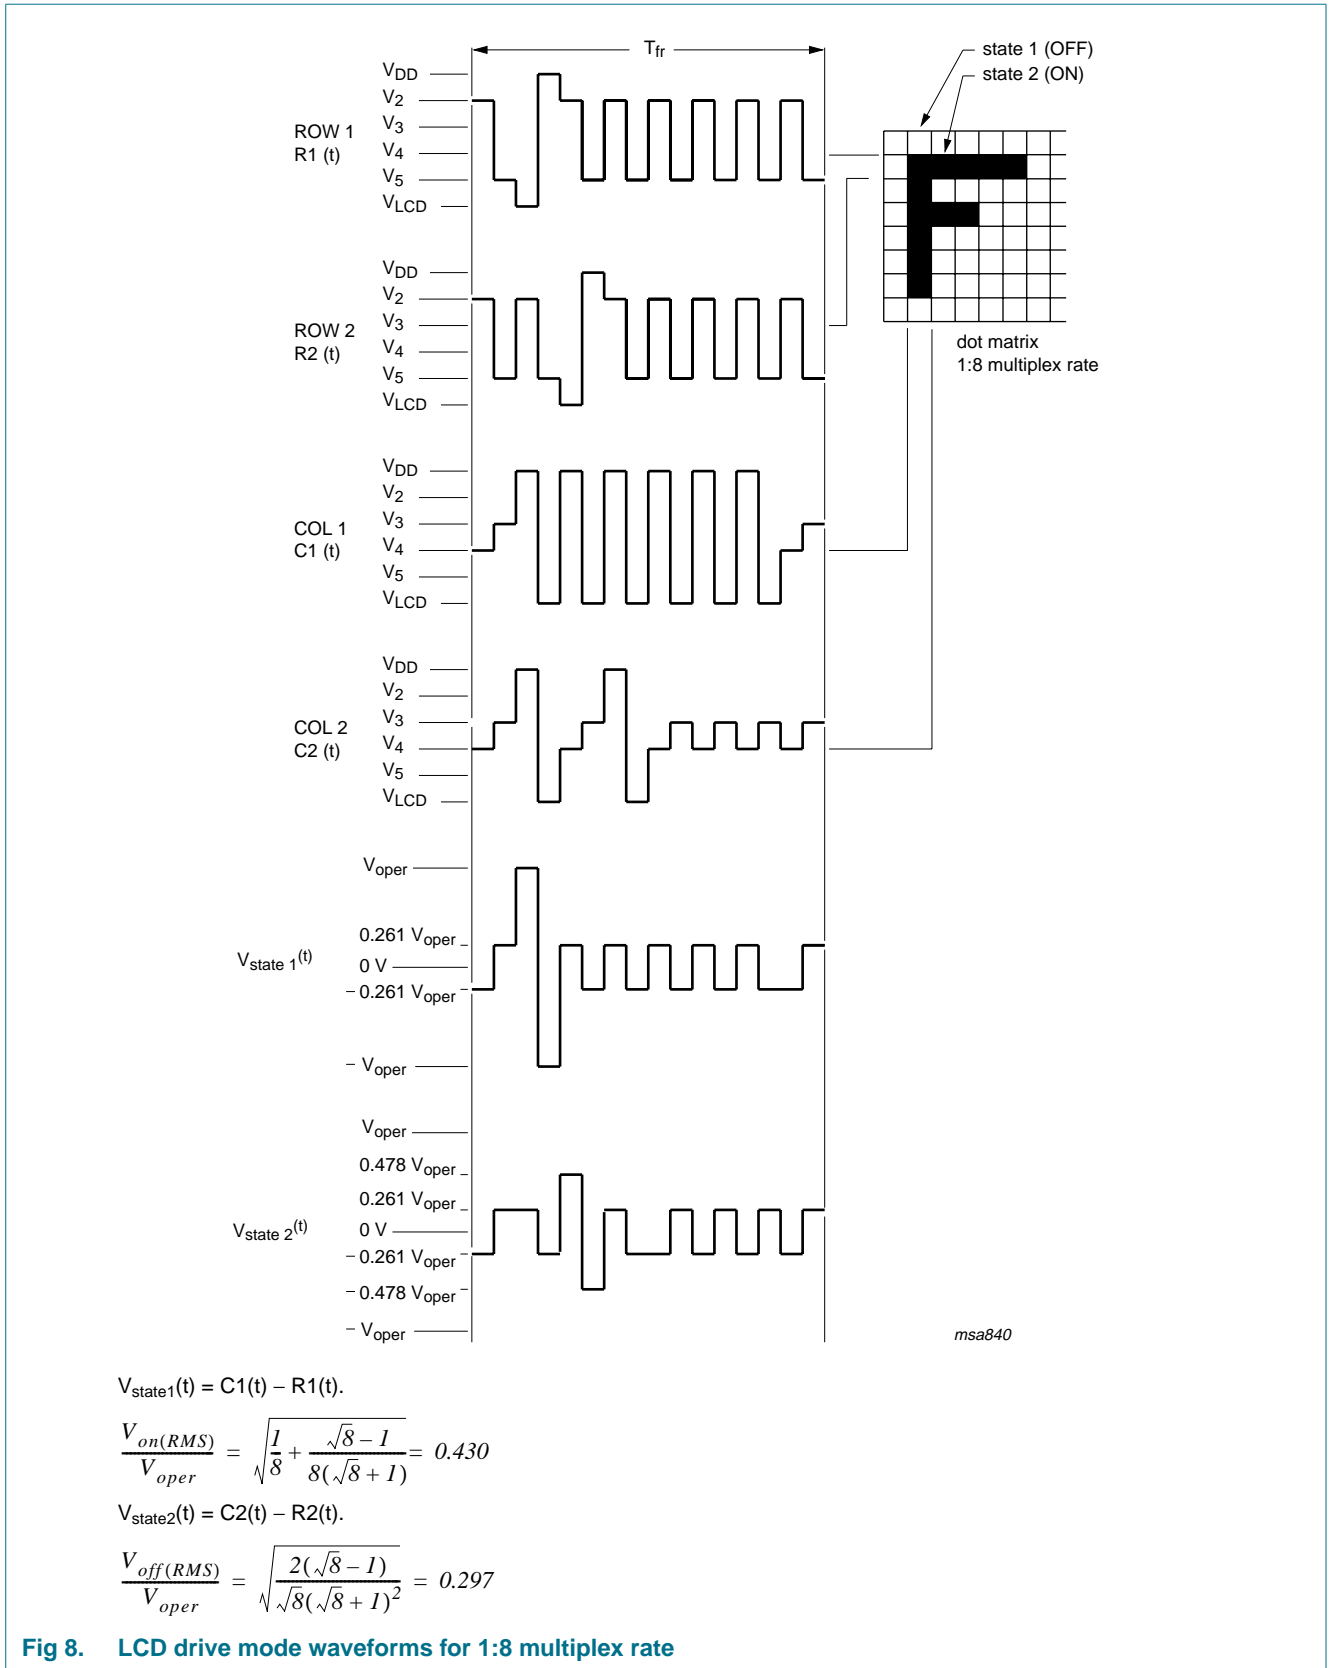 T_fr
state 1 (OFF)
state 2 (ON)
V_DD
V_2
ROW 1
R1 (t)
V_3
V_4
V_5
V_LCD
V_DD
V_2
ROW 2
R2 (t)
V_3
V_4
V_5
V_LCD
dot matrix
1:8 multiplex rate
V_DD
V_2
COL 1
C1 (t)
V_3
V_4
V_5
V_LCD
V_DD
V_2
COL 2
C2 (t)
V_3
V_4
V_5
V_LCD
V_oper
0.261 V_oper
V_state 1(t)
0 V
− 0.261 V_oper
− V_oper
V_oper
0.478 V_oper
0.261 V_oper
V_state 2(t)
0 V
− 0.261 V_oper
− 0.478 V_oper
− V_oper
msa840
V_state1(t) = C1(t) − R1(t).
V_on(RMS) / V_oper = √(1/8 + (√8 − 1) / (8(√8 + 1))) = 0.430
V_state2(t) = C2(t) − R2(t).
V_off(RMS) / V_oper = √(2(√8 − 1) / (√8(√8 + 1)^2)) = 0.297
Fig 8. LCD drive mode waveforms for 1:8 multiplex rate